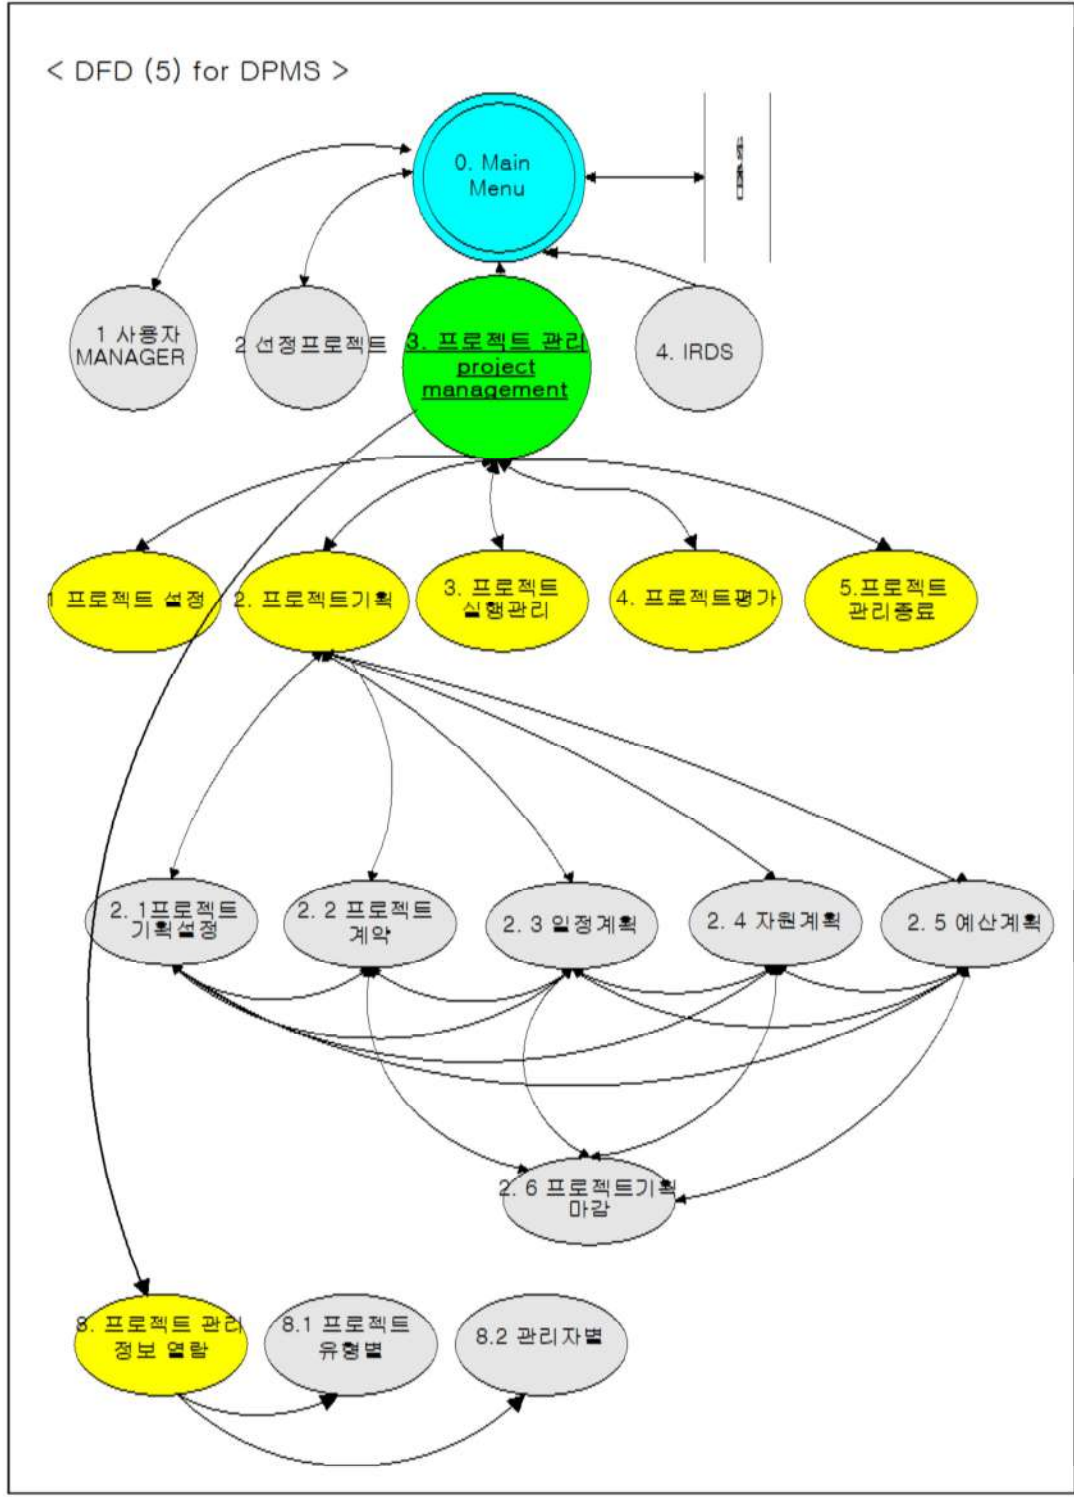 < DFD (5) for DPMS >
0. Main
Menu
1 사용자
MANAGER
2 선정프로젝트
3. 프로젝트 관리
project
management
4. IRDS
1 프로젝트 설정
2. 프로젝트기획
3. 프로젝트
실행관리
4. 프로젝트평가
5.프로젝트
관리종료
2. 1프로젝트
기획설정
2. 2 프로젝트
계약
2. 3 일정계획
2. 4 자원계획
2. 5 예산계획
2. 6 프로젝트기획
마감
8. 프로젝트 관리
정보 열람
8.1 프로젝트
유형별
8.2 관리자별